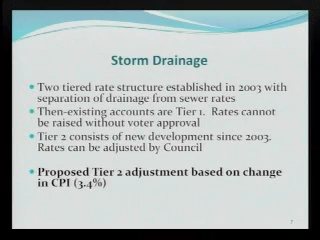 Storm Drainage
Two tiered rate structure established in 2003 with
separation of drainage from sewer rates
Then-existing accounts are Tier 1. Rates cannot
be raised without voter approval
Tier 2 consists of new development since 2003.
Rates can be adjusted by Council
Proposed Tier 2 adjustment based on change
in CPI (3.4%)